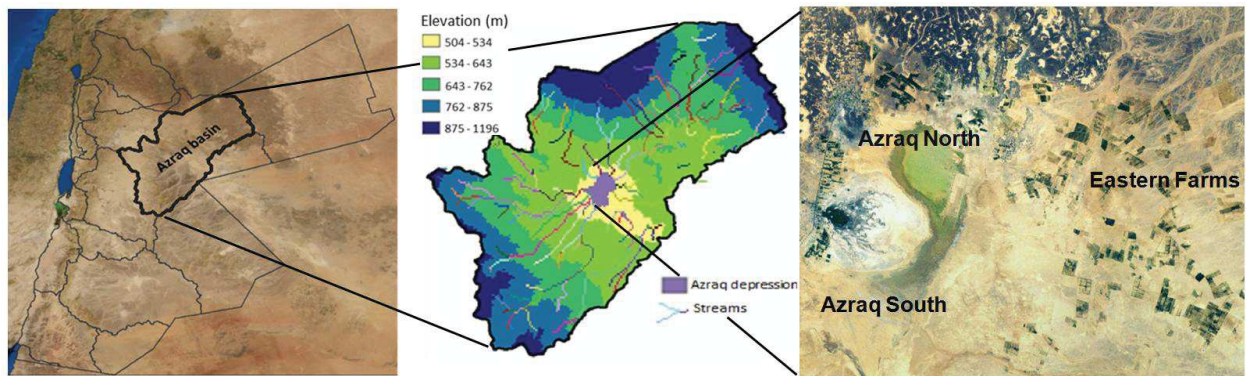 Azraq basin
Elevation (m)
504 - 534
534 - 643
643 - 762
762 - 875
875 - 1196
Azraq depression
Streams
Azraq North
Eastern Farms
Azraq South